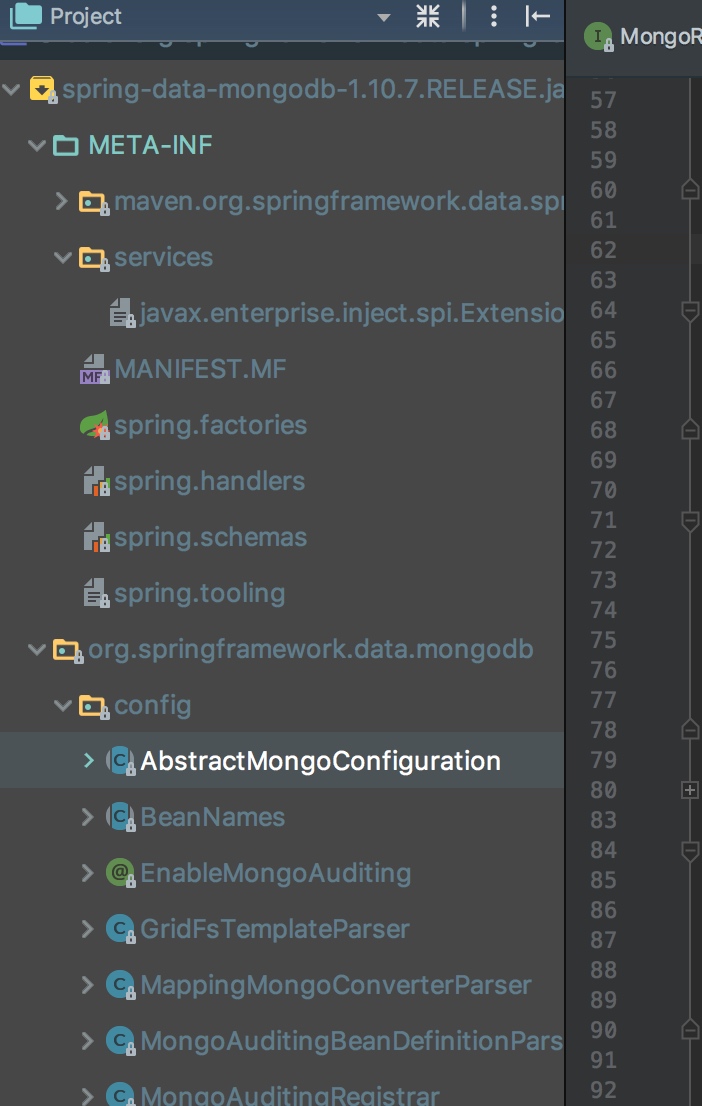 Project
spring-data-mongodb-1.10.7.RELEASE.ja
META-INF
maven.org.springframework.data.spr
services
javax.enterprise.inject.spi.Extensio
MANIFEST.MF
spring.factories
spring.handlers
spring.schemas
spring.tooling
org.springframework.data.mongodb
config
AbstractMongoConfiguration
BeanNames
EnableMongoAuditing
GridFsTemplateParser
MappingMongoConverterParser
MongoAuditingBeanDefinitionPars
MongoAuditingRegistrar
MongoR
57
58
59
60
61
62
63
64
65
66
67
68
69
70
71
72
73
74
75
76
77
78
79
80
83
84
85
86
87
88
89
90
91
92